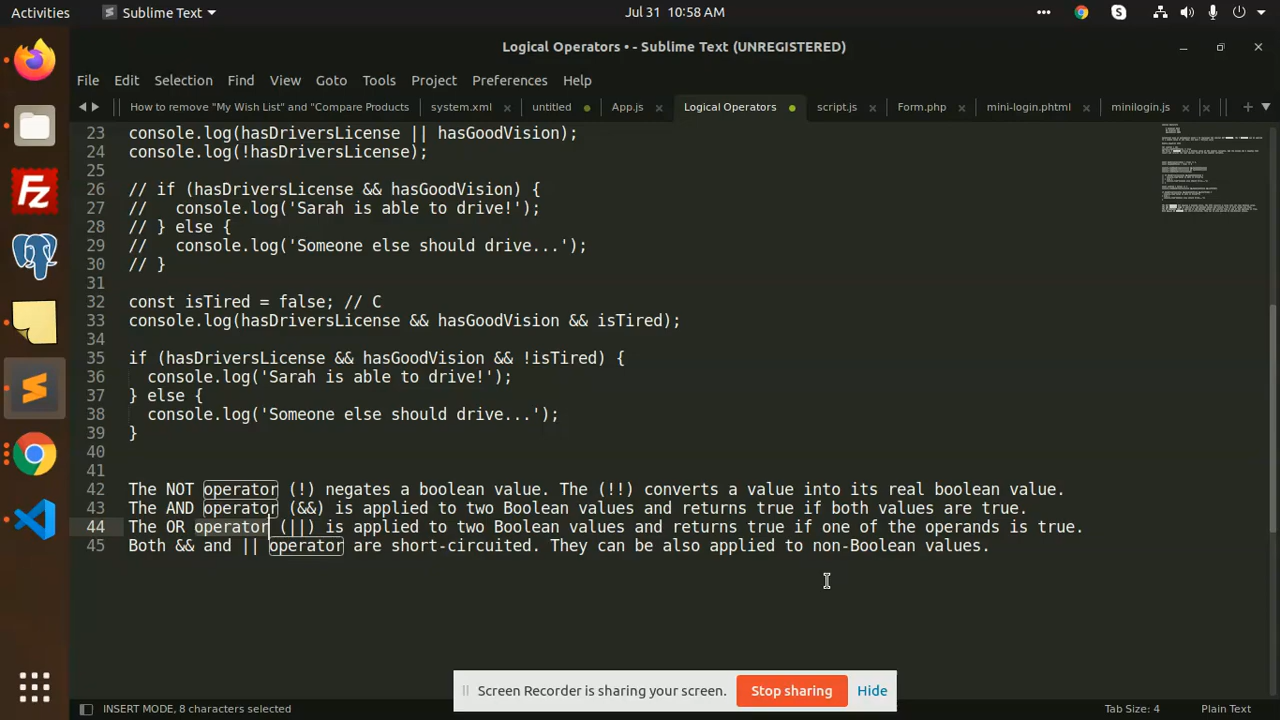 Activities
Sublime Text
Jul 31 10:58 AM
Logical Operators • - Sublime Text (UNREGISTERED)
File Edit Selection Find View Goto Tools Project Preferences Help
How to remove "My Wish List" and "Compare Products
system.xml
untitled
App.js
Logical Operators
script.js
Form.php
mini-login.phtml
minilogin.js
23 console.log(hasDriversLicense || hasGoodVision);
24 console.log(!hasDriversLicense);
25
26 // if (hasDriversLicense && hasGoodVision) {
27 //   console.log('Sarah is able to drive!');
28 // } else {
29 //   console.log('Someone else should drive...');
30 // }
31
32 const isTired = false; // C
33 console.log(hasDriversLicense && hasGoodVision && isTired);
34
35 if (hasDriversLicense && hasGoodVision && !isTired) {
36   console.log('Sarah is able to drive!');
37 } else {
38   console.log('Someone else should drive...');
39 }
40
41
42 The NOT operator (!) negates a boolean value. The (!!) converts a value into its real boolean value.
43 The AND operator (&&) is applied to two Boolean values and returns true if both values are true.
44 The OR operator (||) is applied to two Boolean values and returns true if one of the operands is true.
45 Both && and || operator are short-circuited. They can be also applied to non-Boolean values.
Screen Recorder is sharing your screen.
Stop sharing
Hide
INSERT MODE, 8 characters selected
Tab Size: 4
Plain Text